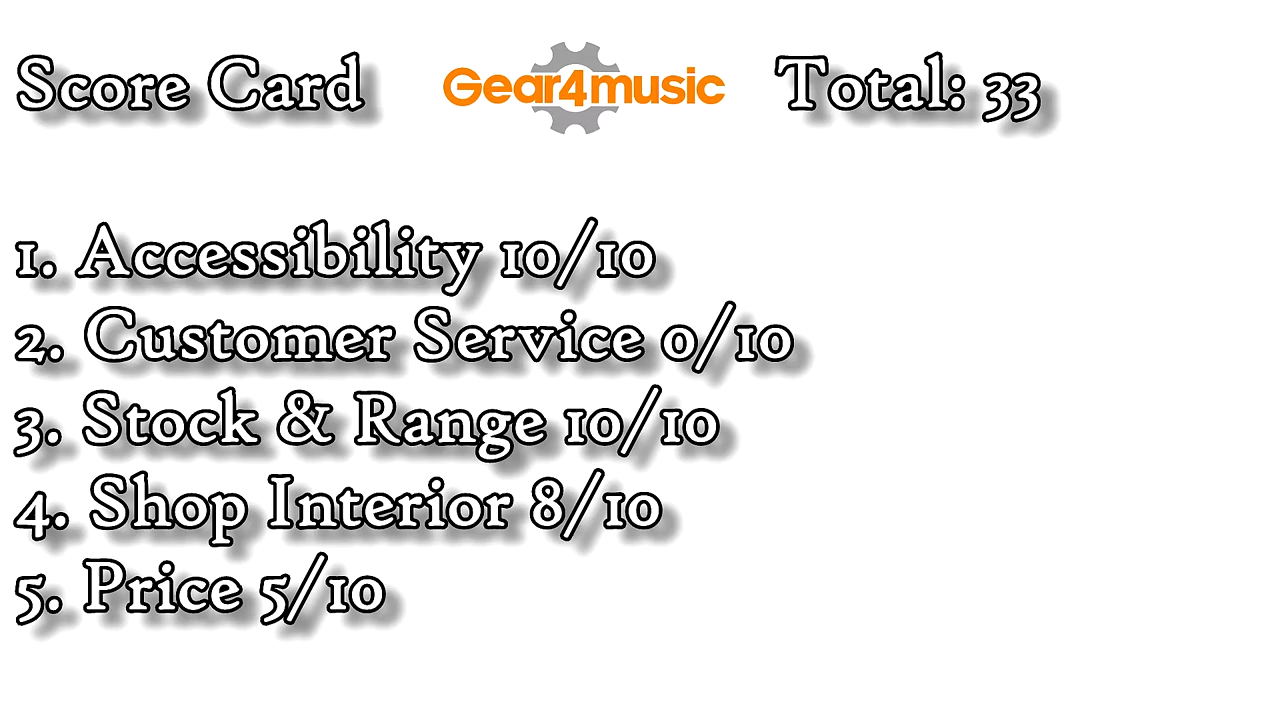 Score Card Gear4music Total: 33
1. Accessibility 10/10
2. Customer Service 0/10
3. Stock & Range 10/10
4. Shop Interior 8/10
5. Price 5/10